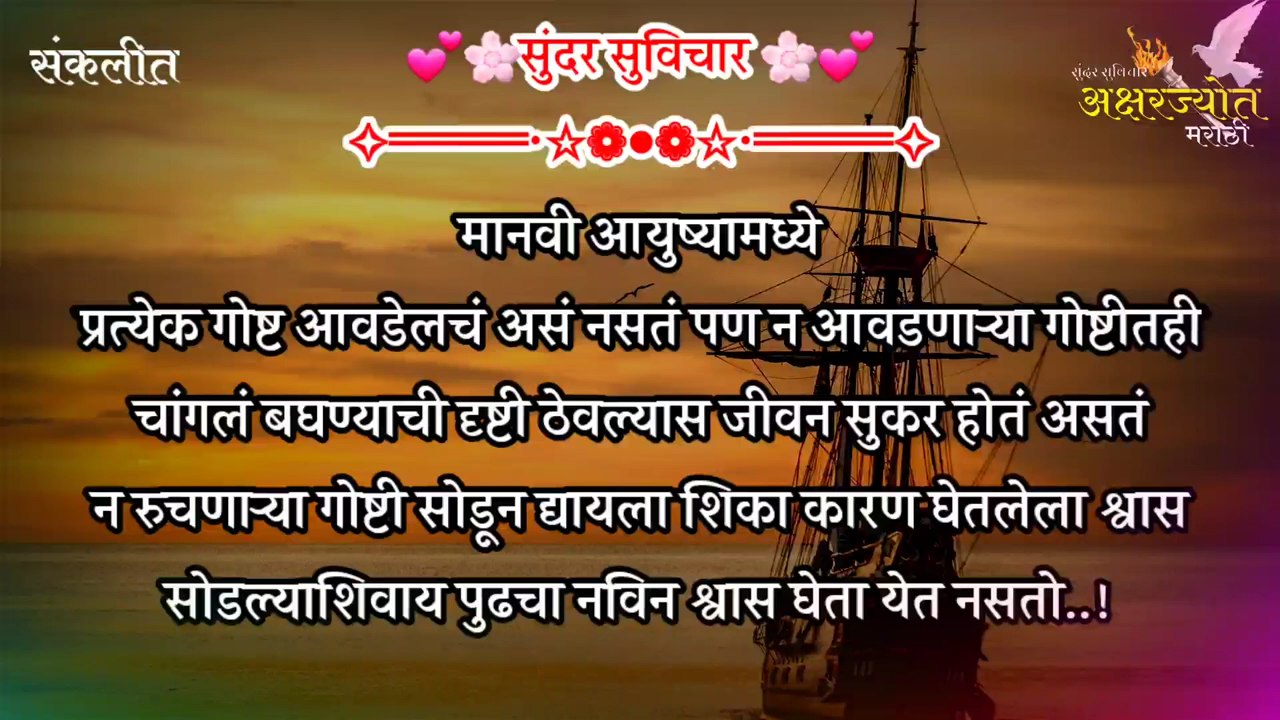 संकलीत
💕🌸सुंदर सुविचार🌸💕
सुंदर सुविचार
अक्षरज्योत
मराठी
मानवी आयुष्यामध्ये
प्रत्येक गोष्ट आवडेलचं असं नसतं पण न आवडणाऱ्या गोष्टीतही
चांगलं बघण्याची दृष्टी ठेवल्यास जीवन सुकर होतं असतं
न रुचणाऱ्या गोष्टी सोडून द्यायला शिका कारण घेतलेला श्वास
सोडल्याशिवाय पुढचा नविन श्वास घेता येत नसतो..!